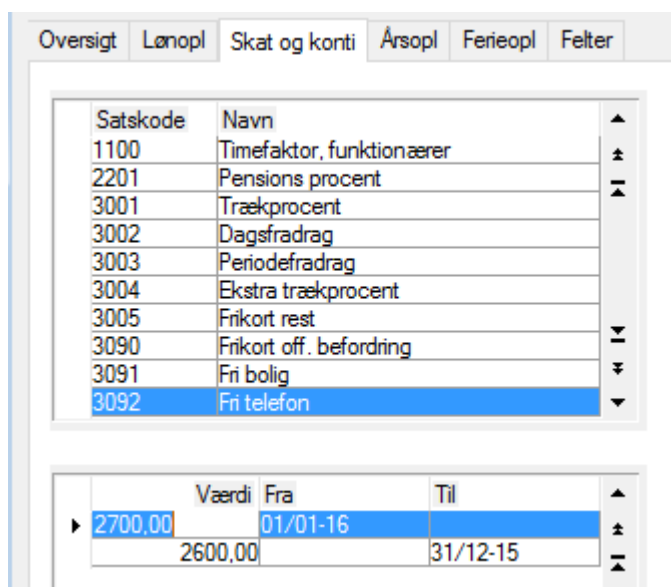 Oversigt Lønopl Skat og konti Årsopl Ferieopl Felter
Satskode Navn
1100 Timefaktor, funktionærer
2201 Pensions procent
3001 Trækprocent
3002 Dagsfradrag
3003 Periodefradrag
3004 Ekstra trækprocent
3005 Frikort rest
3090 Frikort off. befordring
3091 Fri bolig
3092 Fri telefon
Værdi Fra Til
2700,00 01/01-16
2600,00 31/12-15